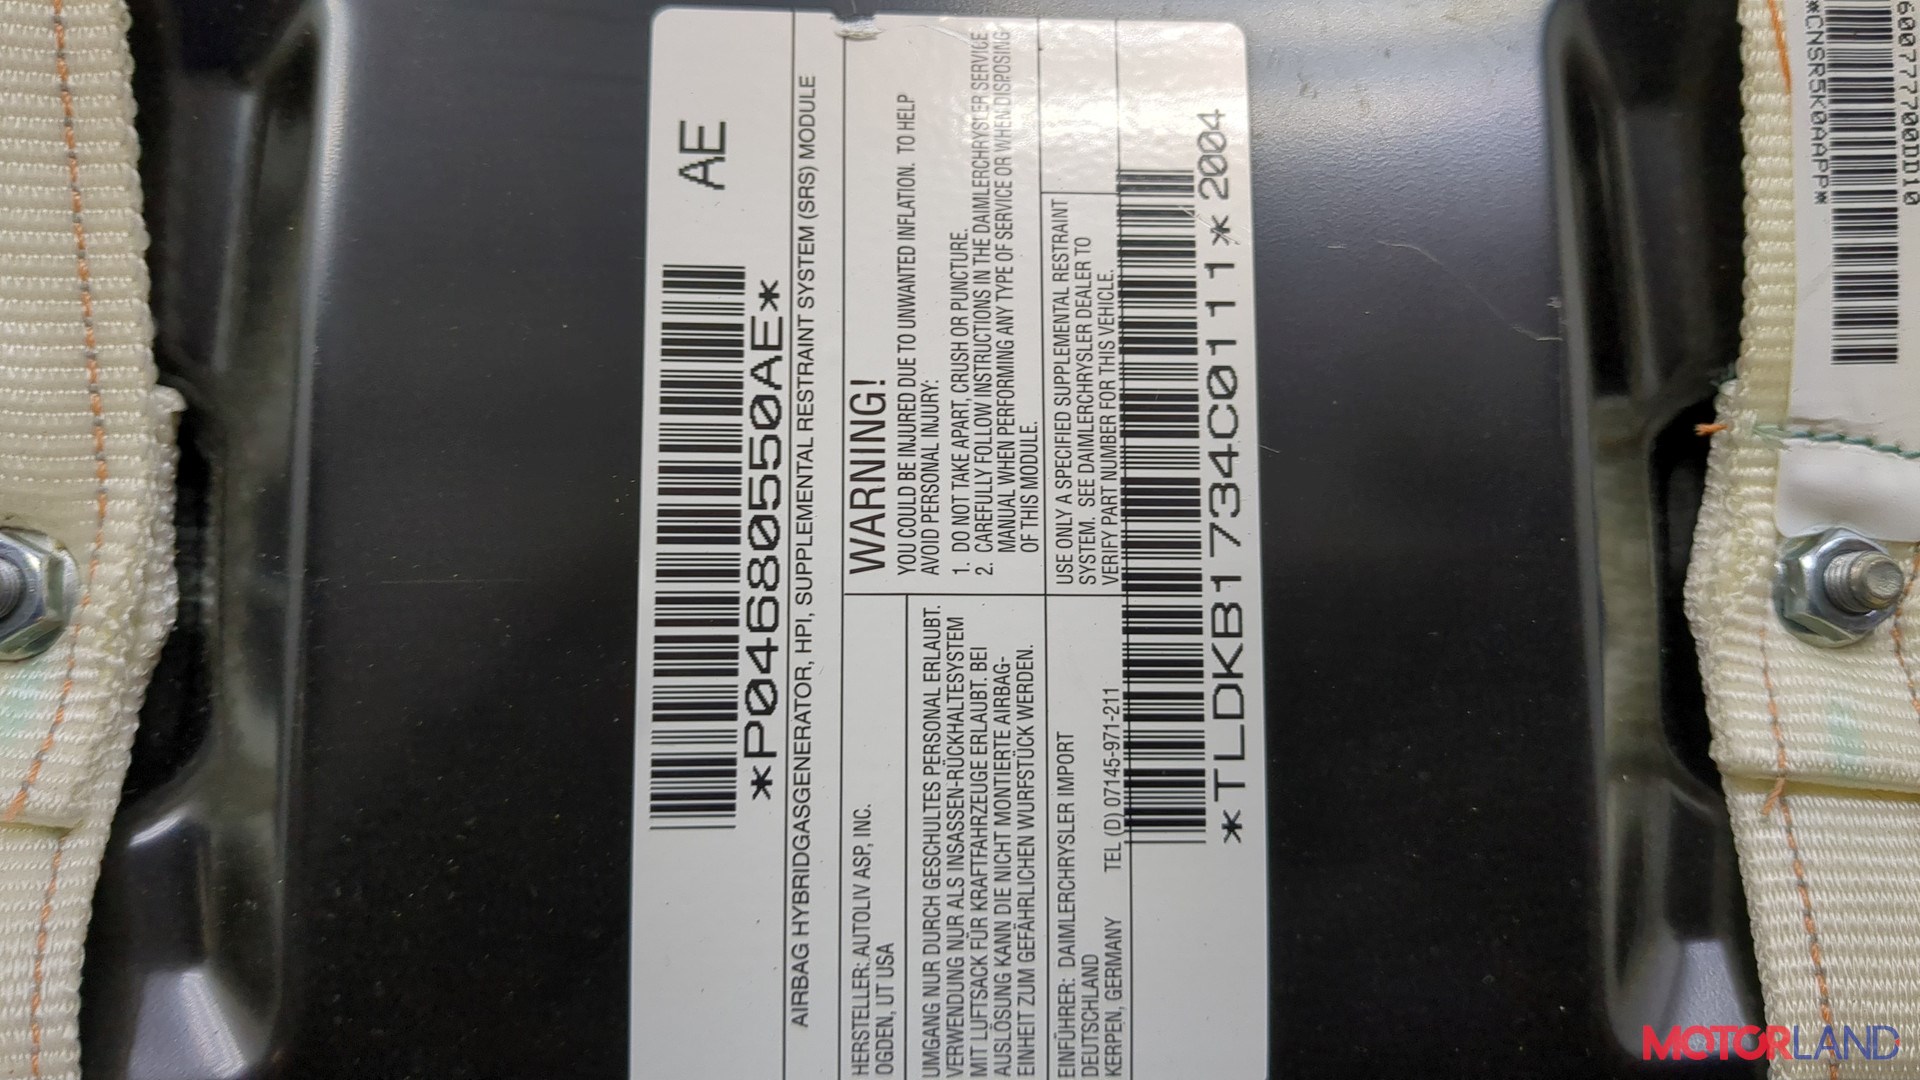 AE
*P04680550AE*
AIRBAG HYBRIDGASGENERATOR, HPI, SUPPLEMENTAL RESTRAINT SYSTEM (SRS) MODULE
HERSTELLER: AUTOLIV ASP, INC.
OGDEN, UT USA
UMGANG NUR DURCH GESCHULTES PERSONAL ERLAUBT.
VERWENDUNG NUR ALS INSASSEN-RÜCKHALTESYSTEM
MIT LUFTSACK FÜR KRAFTFAHRZEUGE ERLAUBT. BEI
AUSLÖSUNG KANN DIE NICHT MONTIERTE AIRBAG-
EINHEIT ZUM GEFÄHRLICHEN WURFSTÜCK WERDEN.
EINFÜHRER: DAIMLERCHRYSLER IMPORT
DEUTSCHLAND
KERPEN, GERMANY TEL (D) 07145-971-211
WARNING!
YOU COULD BE INJURED DUE TO UNWANTED INFLATION. TO HELP
AVOID PERSONAL INJURY:
1. DO NOT TAKE APART, CRUSH OR PUNCTURE.
2. CAREFULLY FOLLOW INSTRUCTIONS IN THE DAIMLERCHRYSLER SERVICE
MANUAL WHEN PERFORMING ANY TYPE OF SERVICE OR WHEN DISPOSING
OF THIS MODULE.
USE ONLY A SPECIFIED SUPPLEMENTAL RESTRAINT
SYSTEM. SEE DAIMLERCHRYSLER DEALER TO
VERIFY PART NUMBER FOR THIS VEHICLE.
*TLDKB1734C0111*2004
*CNSR5K0AAPP*
MOTORLAND